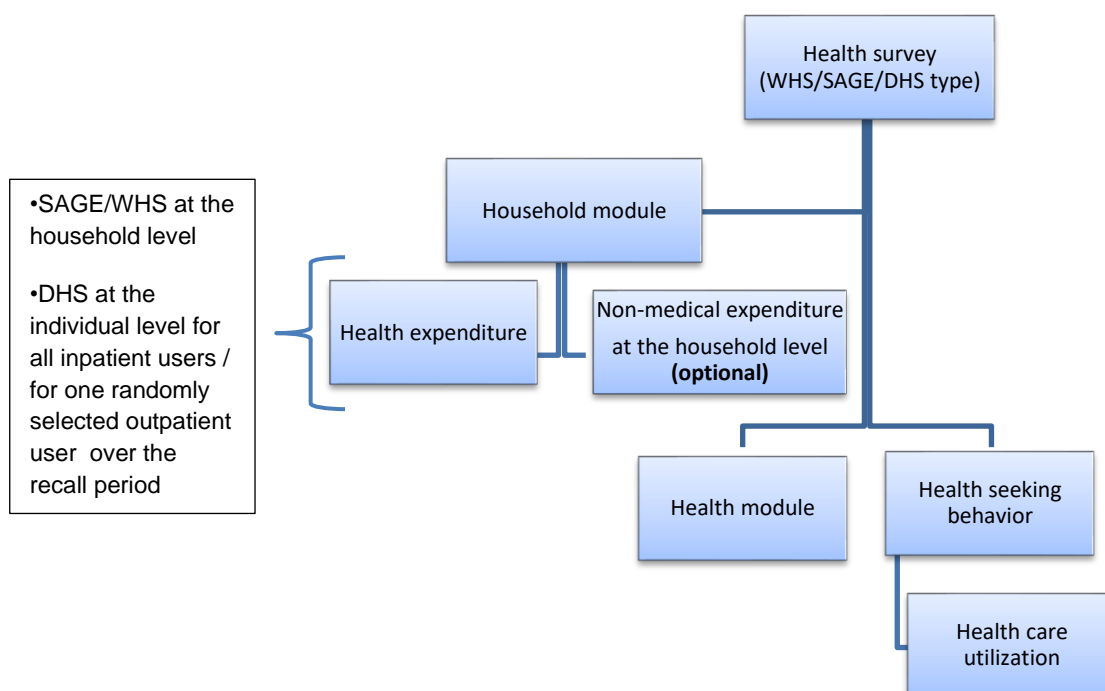 Health survey
(WHS/SAGE/DHS type)
Household module
•SAGE/WHS at the
household level
•DHS at the
individual level for
all inpatient users /
for one randomly
selected outpatient
user over the
recall period
Health expenditure
Non-medical expenditure
at the household level
(optional)
Health module
Health seeking
behavior
Health care
utilization